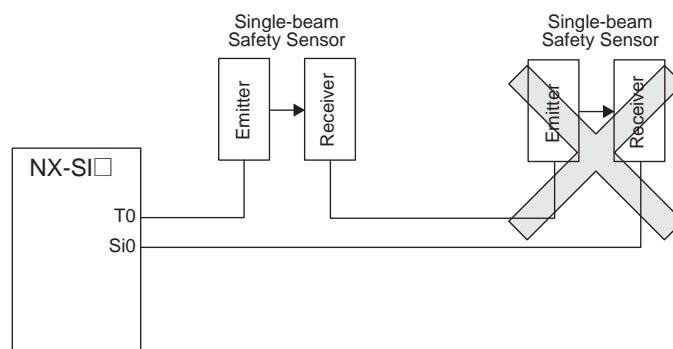 Single-beam
Safety Sensor
Single-beam
Safety Sensor
Emitter
Receiver
Emitter
Receiver
NX-SI□
T0
Si0